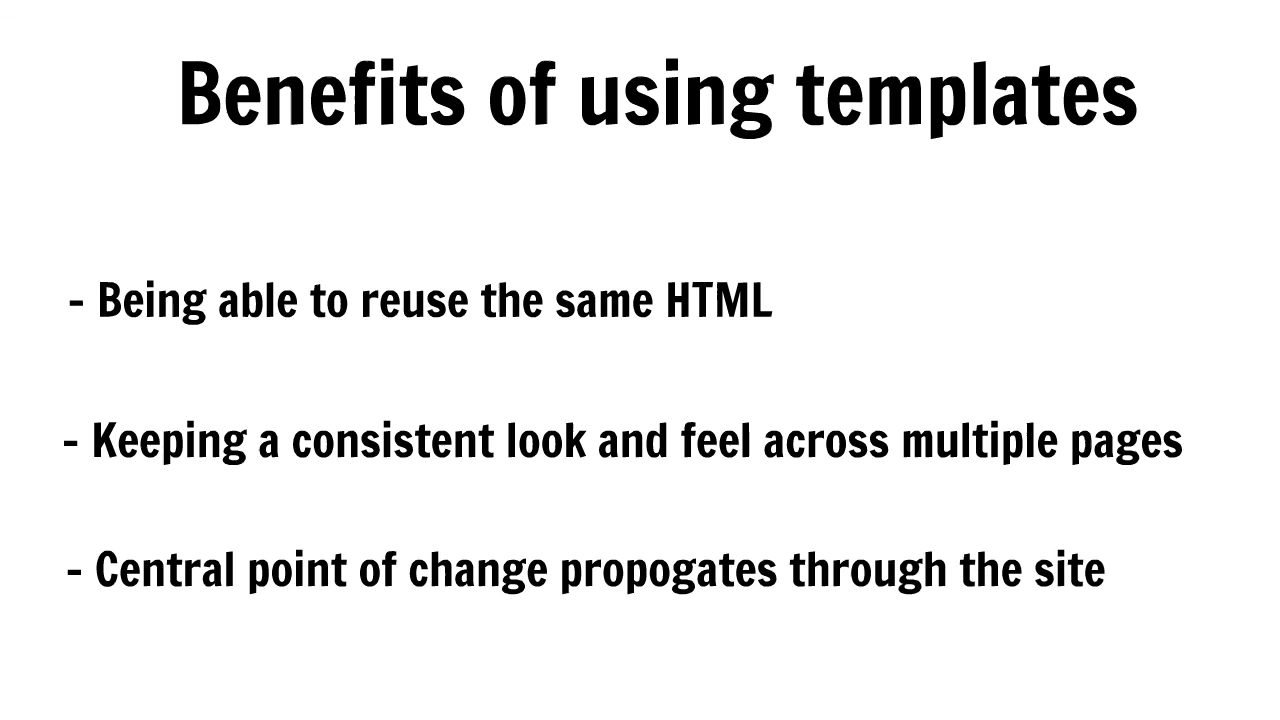 Benefits of using templates
- Being able to reuse the same HTML
- Keeping a consistent look and feel across multiple pages
- Central point of change propogates through the site